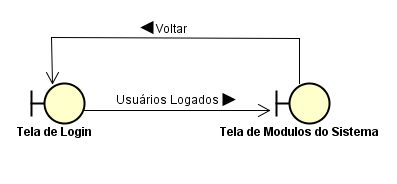 Voltar
Usuários Logados
Tela de Login
Tela de Modulos do Sistema